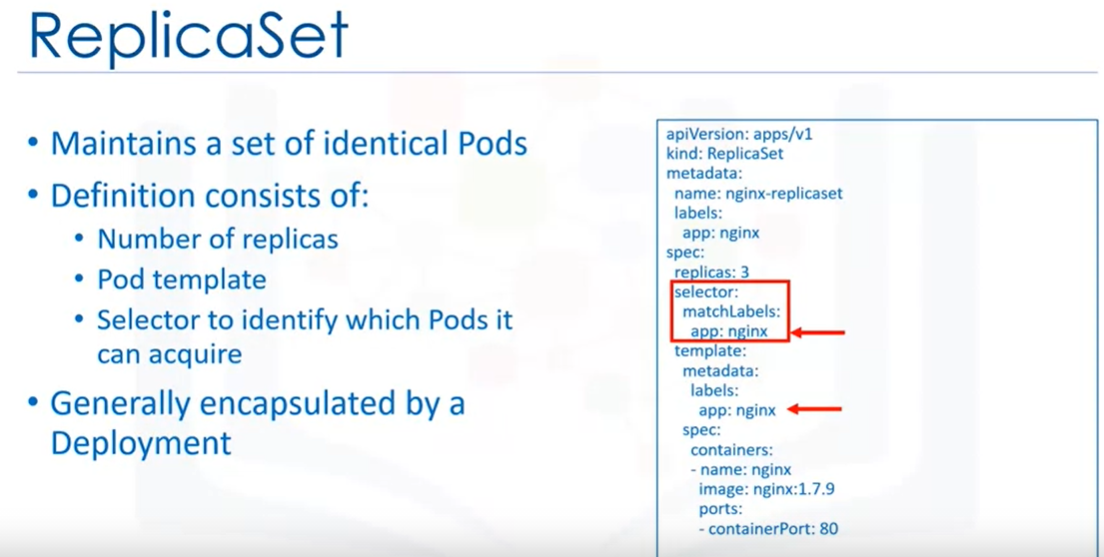 ReplicaSet
• Maintains a set of identical Pods
• Definition consists of:
• Number of replicas
• Pod template
• Selector to identify which Pods it
can acquire
• Generally encapsulated by a
Deployment
apiVersion: apps/v1
kind: ReplicaSet
metadata:
  name: nginx-replicaset
  labels:
    app: nginx
spec:
  replicas: 3
  selector:
    matchLabels:
      app: nginx
  template:
    metadata:
      labels:
        app: nginx
    spec:
      containers:
      - name: nginx
        image: nginx:1.7.9
        ports:
        - containerPort: 80